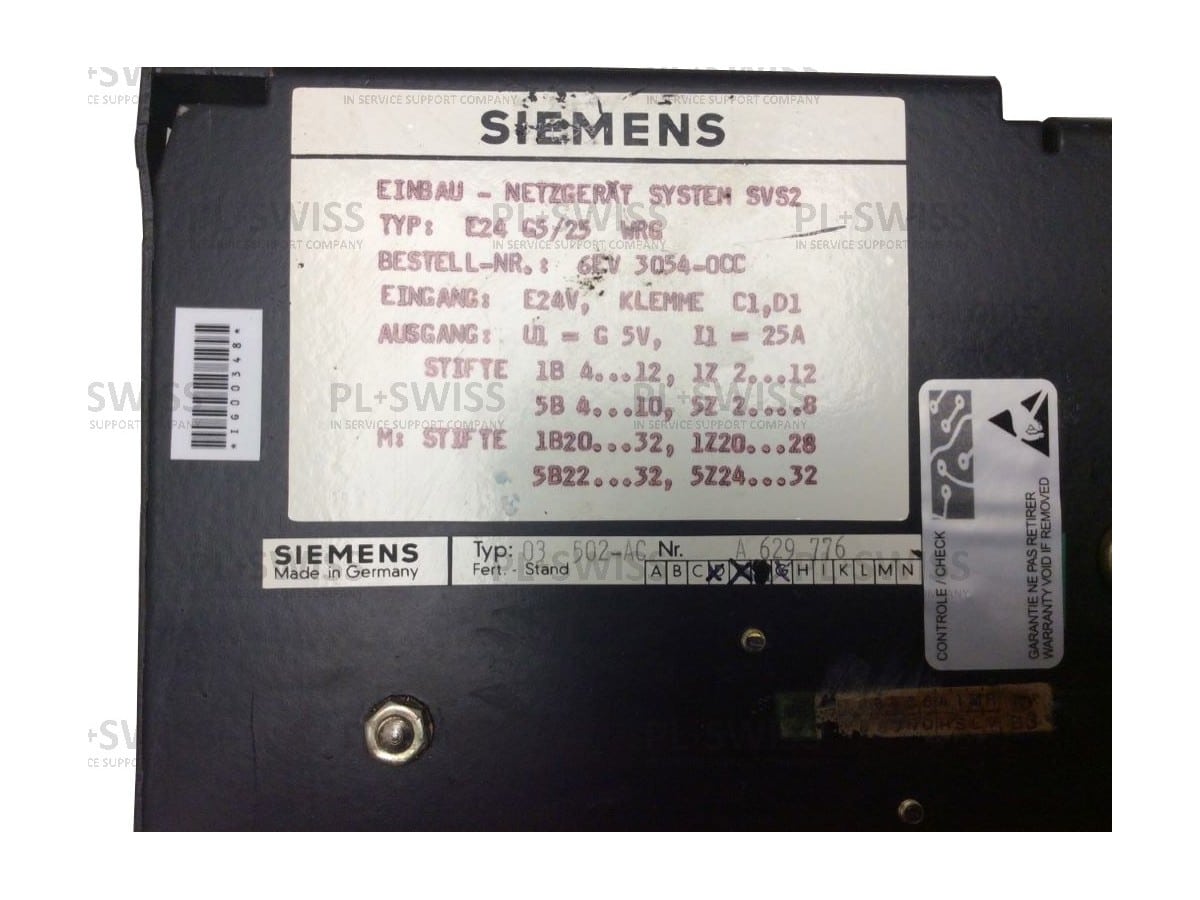 SIEMENS
EINBAU - NETZGERÄT SYSTEM SVS2
TYP: E24 G5/25 WRG
BESTELL-NR.: 6EV 3054-0CC
EINGANG: E24V, KLEMME C1,D1
AUSGANG: U1 = G 5V, I1 = 25A
STIFTE 1B 4...12, 1Z 2...12
5B 4...10, 5Z 2...8
M: STIFTE 1B20...32, 1Z20...28
5B22...32, 5Z24...32
*IG000348*
SIEMENS
Made in Germany
Typ: 03 502-AC Nr. A 629 776
Fert. - Stand A B C G H I K L M N
CONTROLE / CHECK
GARANTIE NE PAS RETIRER
WARRANTY VOID IF REMOVED
PL+SWISS
IN SERVICE SUPPORT COMPANY